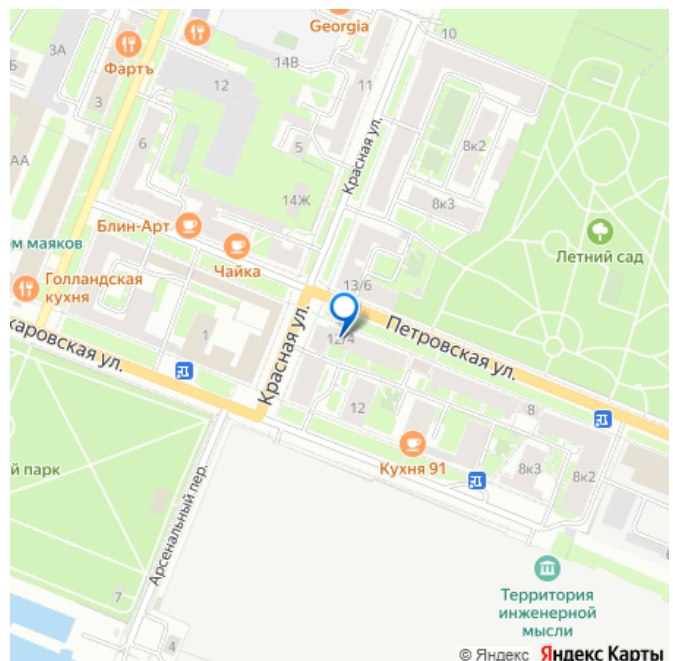 Georgia
10
3А
Фартъ
14В
Б
12
11
3
5
6
АА
Красная ул.
8к2
14Ж
8к3
Блин-Арт
ом маяков
Чайка
Летний сад
Голландская
кухня
13/6
1
12/4
Петровская ул.
каровская ул.
Красная ул.
12
8
Кухня 91
8к3
8к2
й парк
Арсенальный пер.
7
4
Территория
инженерной
мысли
© Яндекс Яндекс Карты